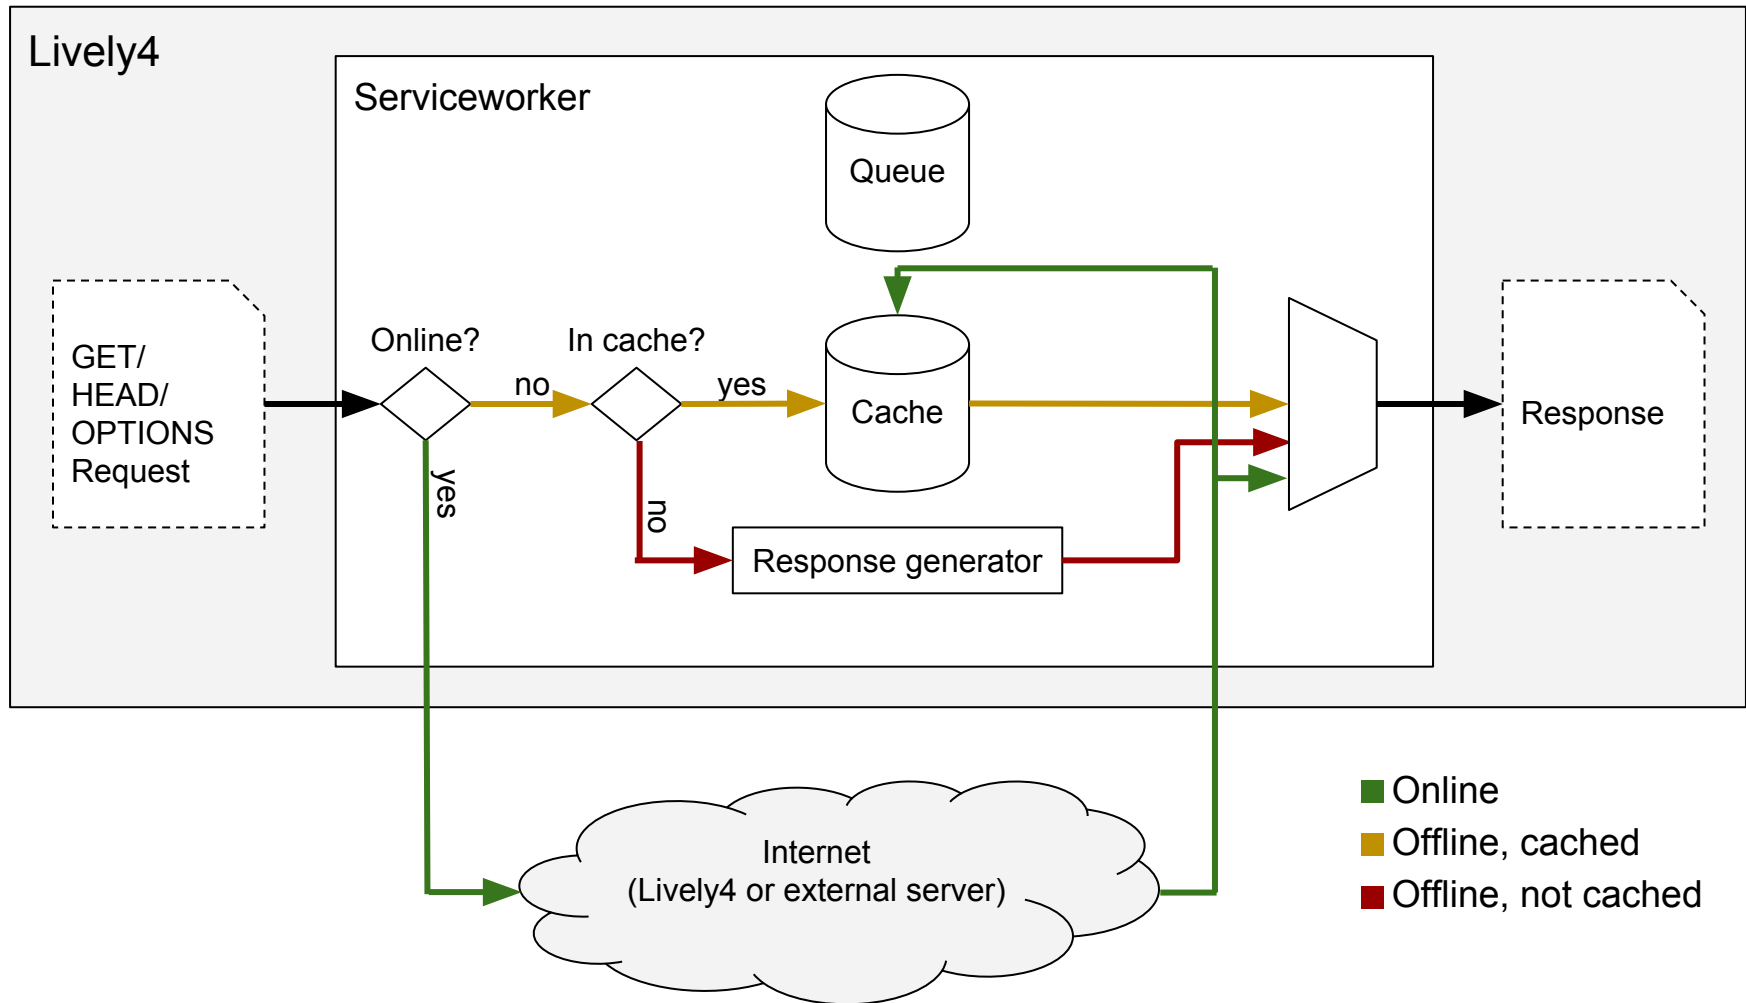 Lively4
Serviceworker
Queue
GET/
HEAD/
OPTIONS
Request
Online?
no
yes
In cache?
yes
no
Cache
Response generator
Response
Internet
(Lively4 or external server)
Online
Offline, cached
Offline, not cached